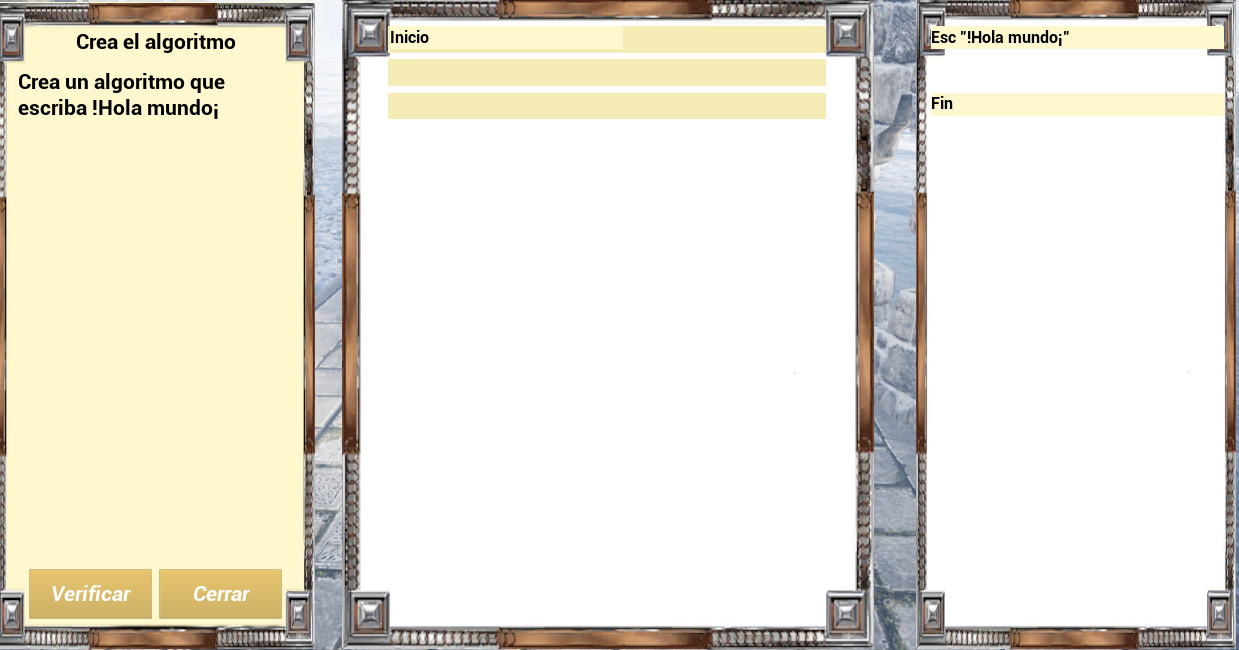 Crea el algoritmo
Crea un algoritmo que
escriba !Hola mundo¡
Verificar
Cerrar
Inicio
Esc "!Hola mundo¡"
Fin